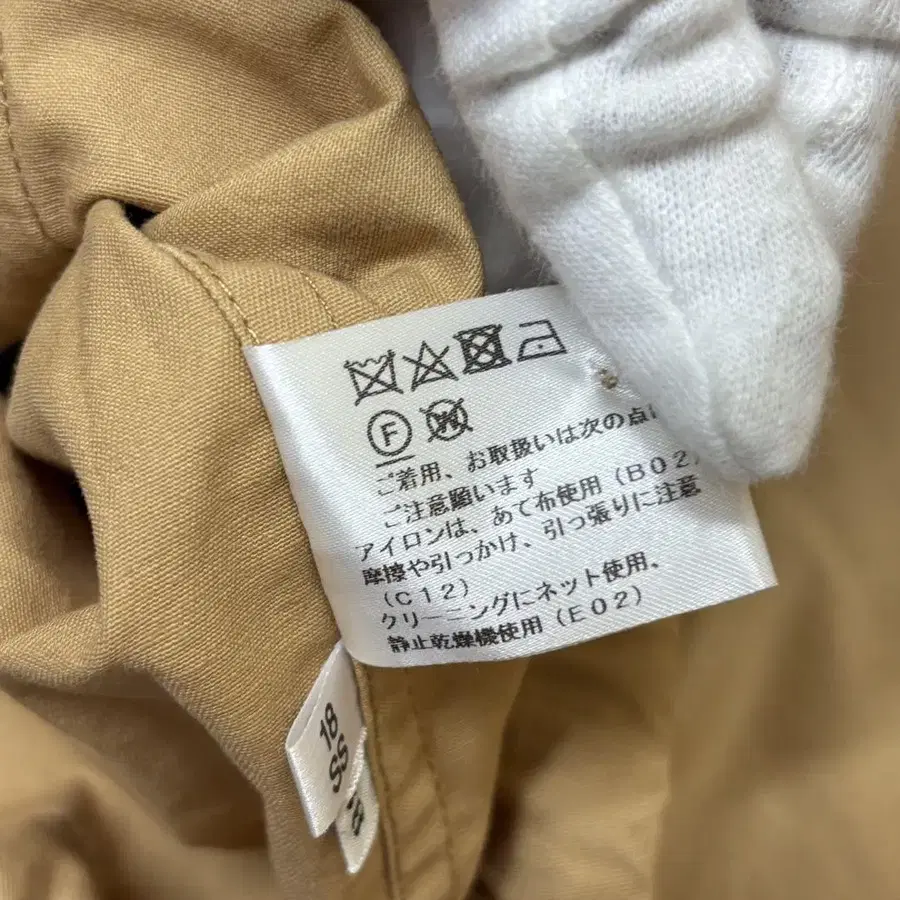 F
W
ご着用、お取扱いは次の点に
ご注意願います
アイロンは、あて布使用(B02)
摩擦や引っかけ、引っ張りに注意
(C12)
クリーニングにネット使用、
静止乾燥機使用(E02)
18
SS